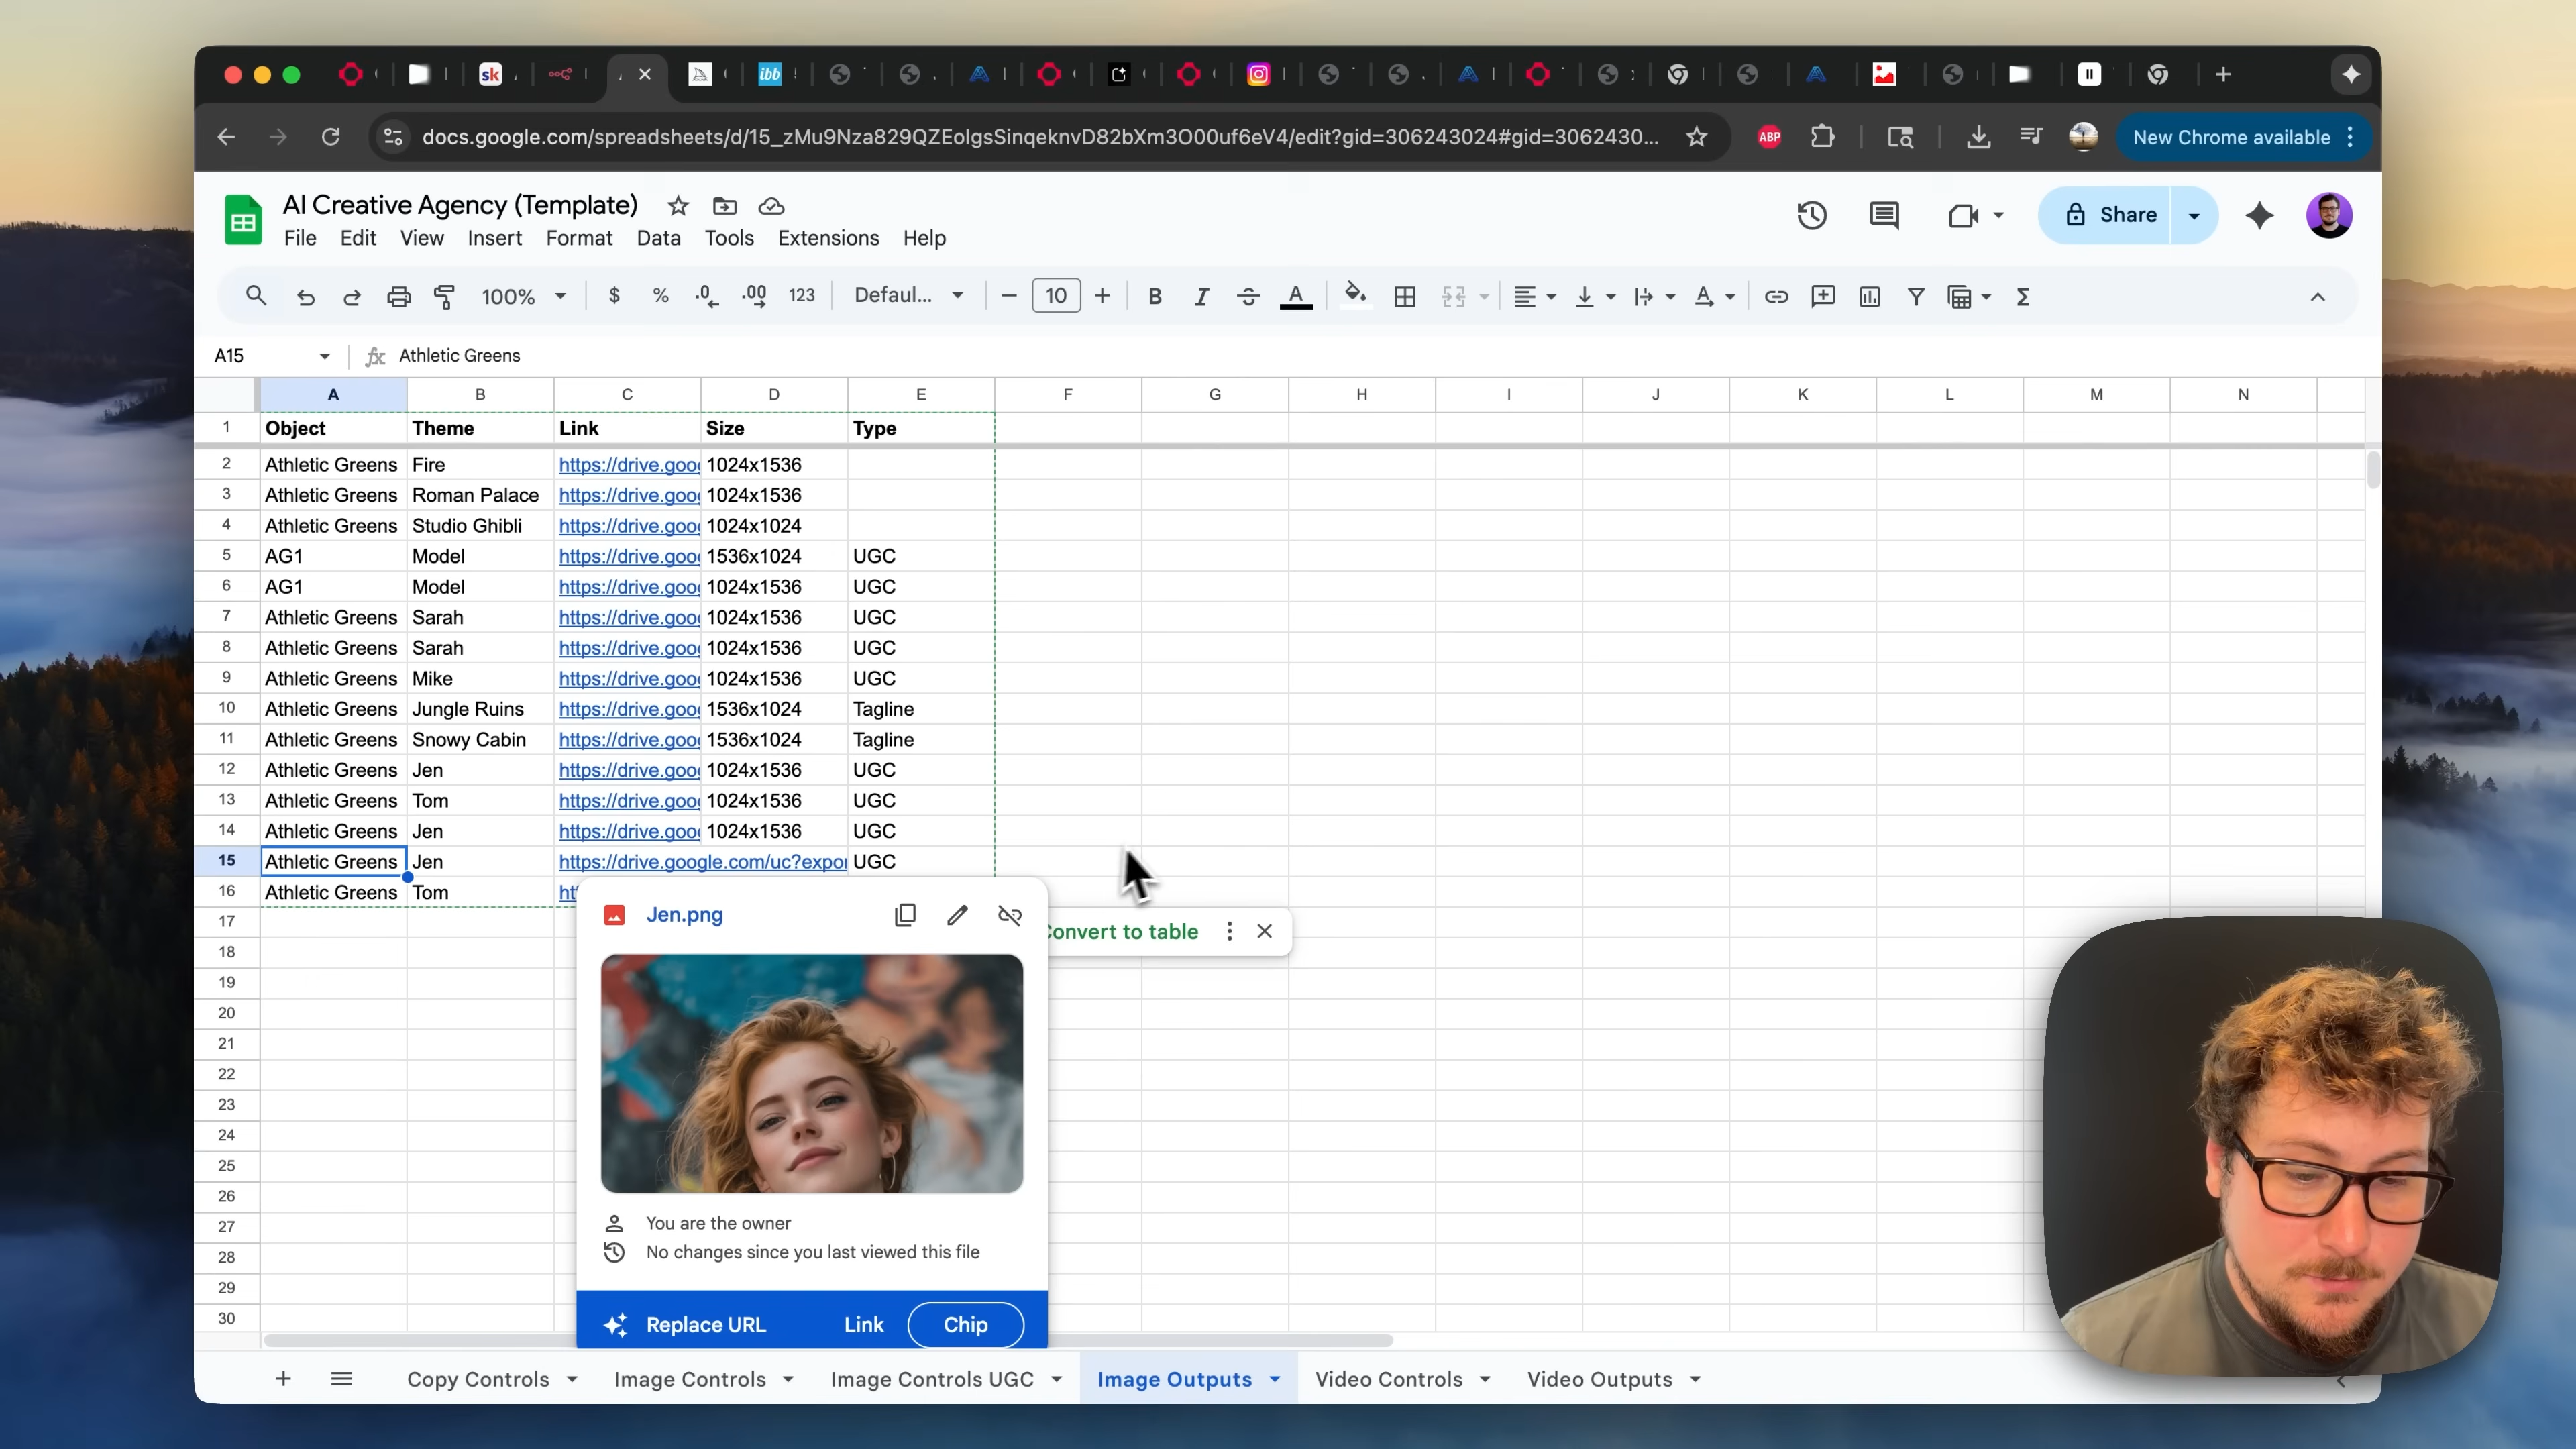 sk
ibb
docs.google.com/spreadsheets/d/15_zMu9Nza829QZEolgsSinqeknvD82bXm3O00uf6eV4/edit?gid=306243024#gid=3062430...
ABP
New Chrome available
AI Creative Agency (Template)
File Edit View Insert Format Data Tools Extensions Help
Share
100% $ % .0 .00 123 Defaul... 10 B I S A
A15 fx Athletic Greens
A B C D E F G H I J K L M N
1 Object Theme Link Size Type
2 Athletic Greens Fire https://drive.goo 1024x1536
3 Athletic Greens Roman Palace https://drive.goo 1024x1536
4 Athletic Greens Studio Ghibli https://drive.goo 1024x1024
5 AG1 Model https://drive.goo 1536x1024 UGC
6 AG1 Model https://drive.goo 1024x1536 UGC
7 Athletic Greens Sarah https://drive.goo 1024x1536 UGC
8 Athletic Greens Sarah https://drive.goo 1024x1536 UGC
9 Athletic Greens Mike https://drive.goo 1024x1536 UGC
10 Athletic Greens Jungle Ruins https://drive.goo 1536x1024 Tagline
11 Athletic Greens Snowy Cabin https://drive.goo 1536x1024 Tagline
12 Athletic Greens Jen https://drive.goo 1024x1536 UGC
13 Athletic Greens Tom https://drive.goo 1024x1536 UGC
14 Athletic Greens Jen https://drive.goo 1024x1536 UGC
15 Athletic Greens Jen https://drive.google.com/uc?expor UGC
16 Athletic Greens Tom ht
17
18
19
20
21
22
23
24
25
26
27
28
29
30
Jen.png
Convert to table
You are the owner
No changes since you last viewed this file
Replace URL Link Chip
Copy Controls Image Controls Image Controls UGC Image Outputs Video Controls Video Outputs